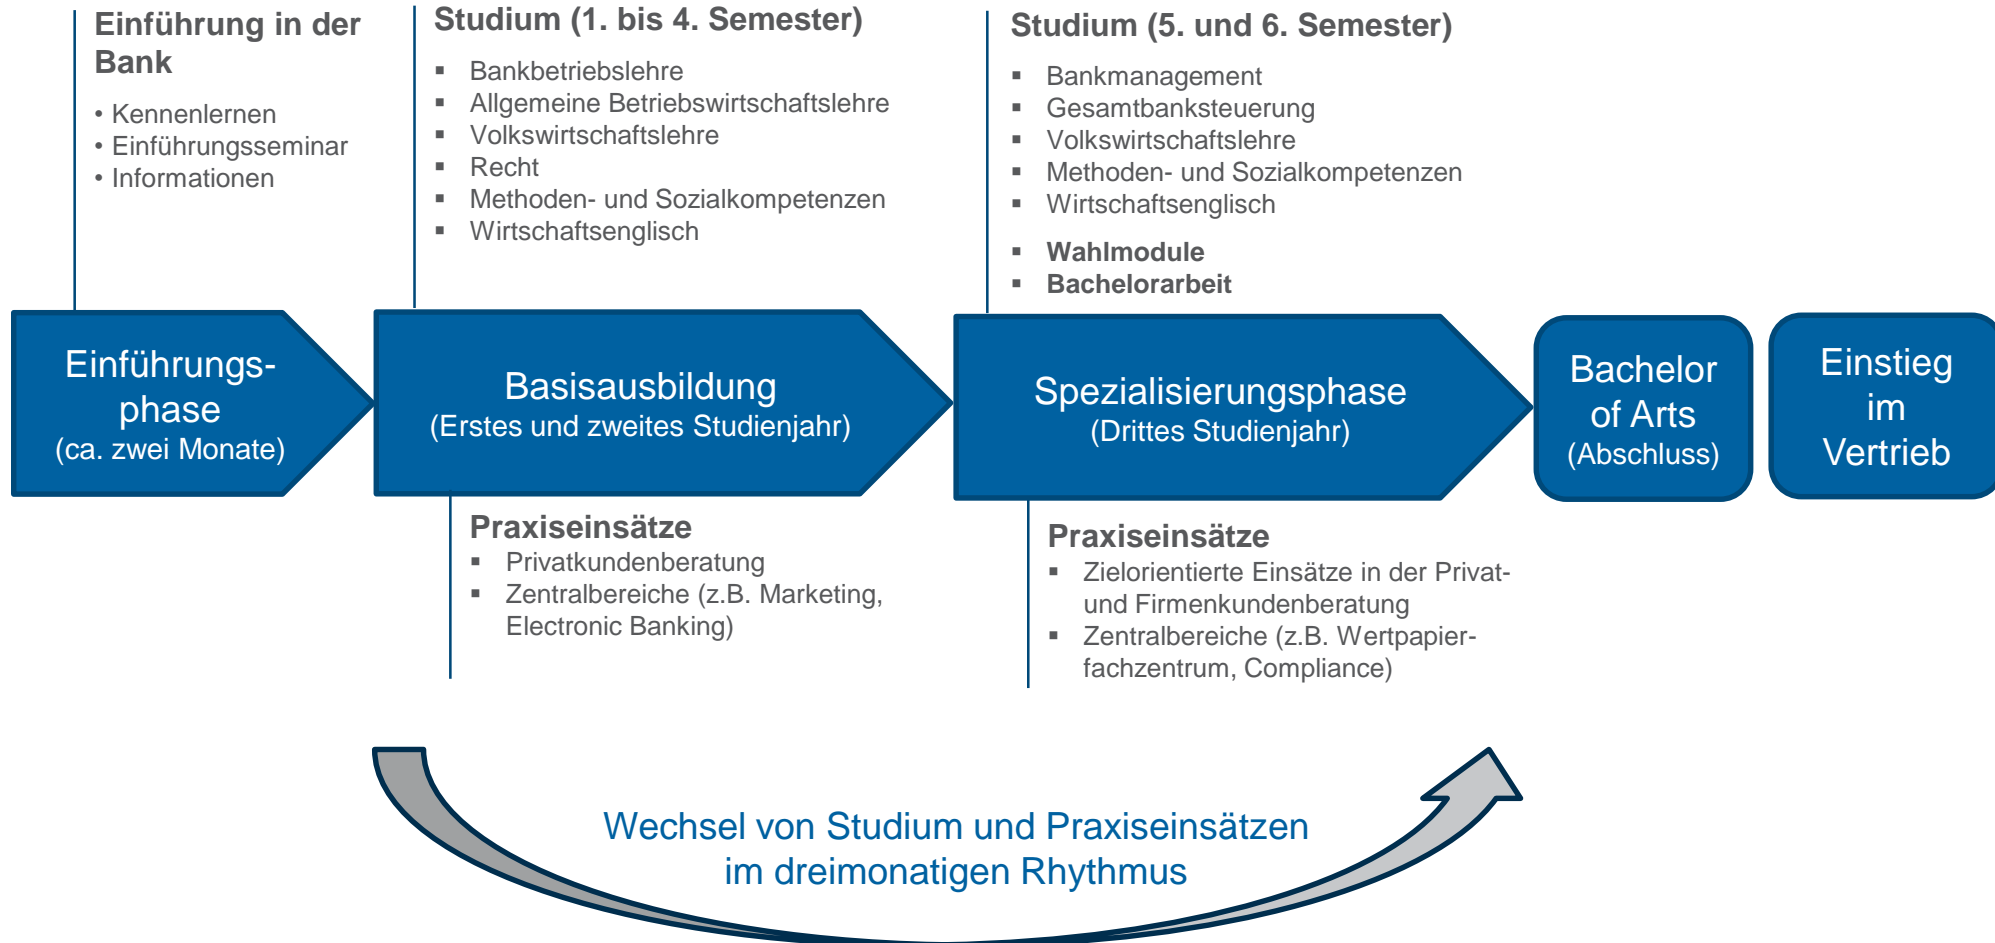 Einführung in der
Bank
• Kennenlernen
• Einführungsseminar
• Informationen
Studium (1. bis 4. Semester)
▪ Bankbetriebslehre
▪ Allgemeine Betriebswirtschaftslehre
▪ Volkswirtschaftslehre
▪ Recht
▪ Methoden- und Sozialkompetenzen
▪ Wirtschaftsenglisch
Studium (5. und 6. Semester)
▪ Bankmanagement
▪ Gesamtbanksteuerung
▪ Volkswirtschaftslehre
▪ Methoden- und Sozialkompetenzen
▪ Wirtschaftsenglisch
▪ Wahlmodule
▪ Bachelorarbeit
Einführungs-
phase
(ca. zwei Monate)
Basisausbildung
(Erstes und zweites Studienjahr)
Spezialisierungsphase
(Drittes Studienjahr)
Bachelor
of Arts
(Abschluss)
Einstieg
im
Vertrieb
Praxiseinsätze
▪ Privatkundenberatung
▪ Zentralbereiche (z.B. Marketing,
Electronic Banking)
Praxiseinsätze
▪ Zielorientierte Einsätze in der Privat-
und Firmenkundenberatung
▪ Zentralbereiche (z.B. Wertpapier-
fachzentrum, Compliance)
Wechsel von Studium und Praxiseinsätzen
im dreimonatigen Rhythmus